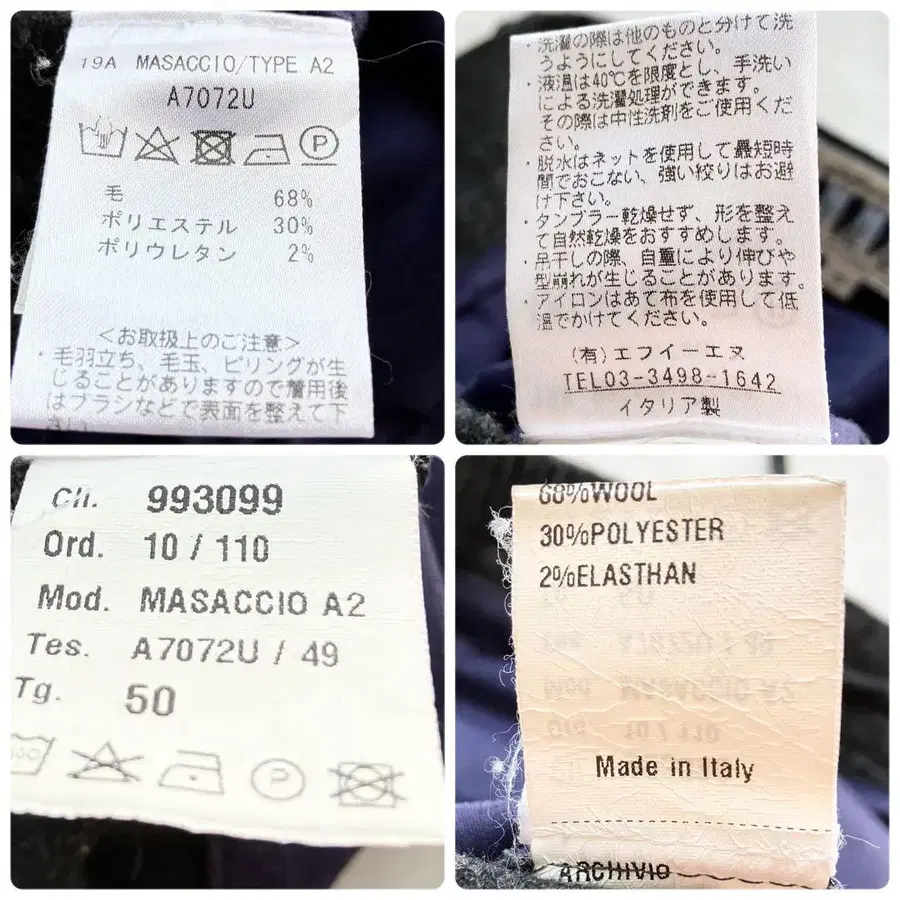 19A MASACCIO/TYPE A2
A7072U
P
毛 68%
ポリエステル 30%
ポリウレタン 2%
<お取扱上のご注意>
・毛羽立ち、毛玉、ピリングが生
じることがありますので着用後
はブラシなどで表面を整えて下
さい。
・洗濯の際は他のものと分けて洗
うようにしてください。
・液温は40℃を限度とし、手洗い
による洗濯処理ができます。
その際は中性洗剤をご使用くだ
さい。
・脱水はネットを使用して最短時
間でおこない、強い絞りはお避
け下さい。
・タンブラー乾燥せず、形を整え
て自然乾燥をおすすめします。
・吊干しの際、自重により伸びや
型崩れが生じることがあります。
・アイロンはあて布を使用して低
温でかけてください。
(有)エフイーエヌ
TEL03-3498-1642
イタリア製
Cli. 993099
Ord. 10 / 110
Mod. MASACCIO A2
Tes. A7072U / 49
Tg. 50
P
68%WOOL
30%POLYESTER
2%ELASTHAN
Made in Italy
ARCHIVIO